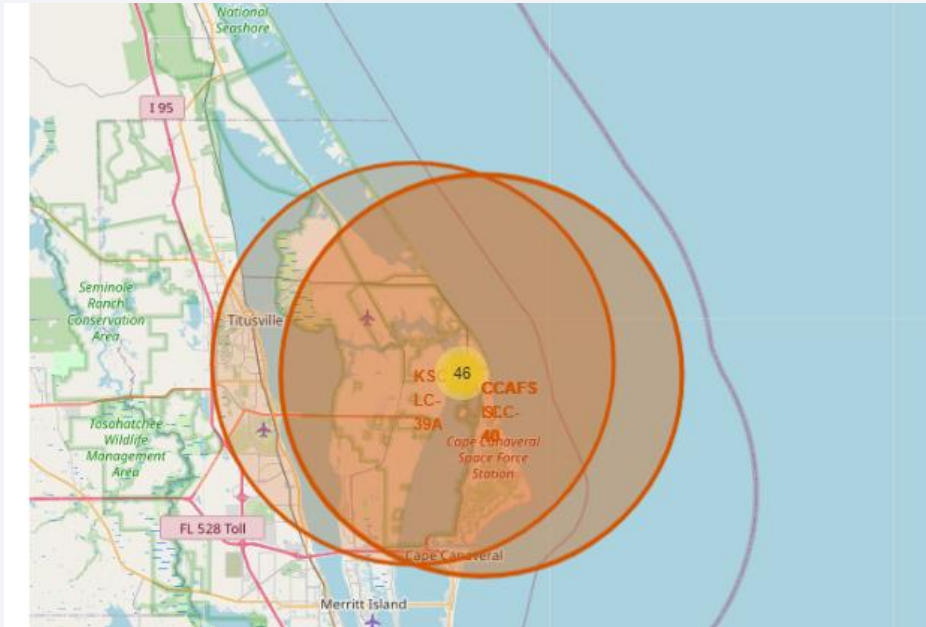 National
Seashore
I 95
Seminole
Ranch
Conservation
Area
Titusville
46
KSC
LC-
39A
CCAFS
40
Tosohatchee
Wildlife
Management
Area
Cape Canaveral
Space Force
Station
FL 528 Toll
Cape Canaveral
Merritt Island